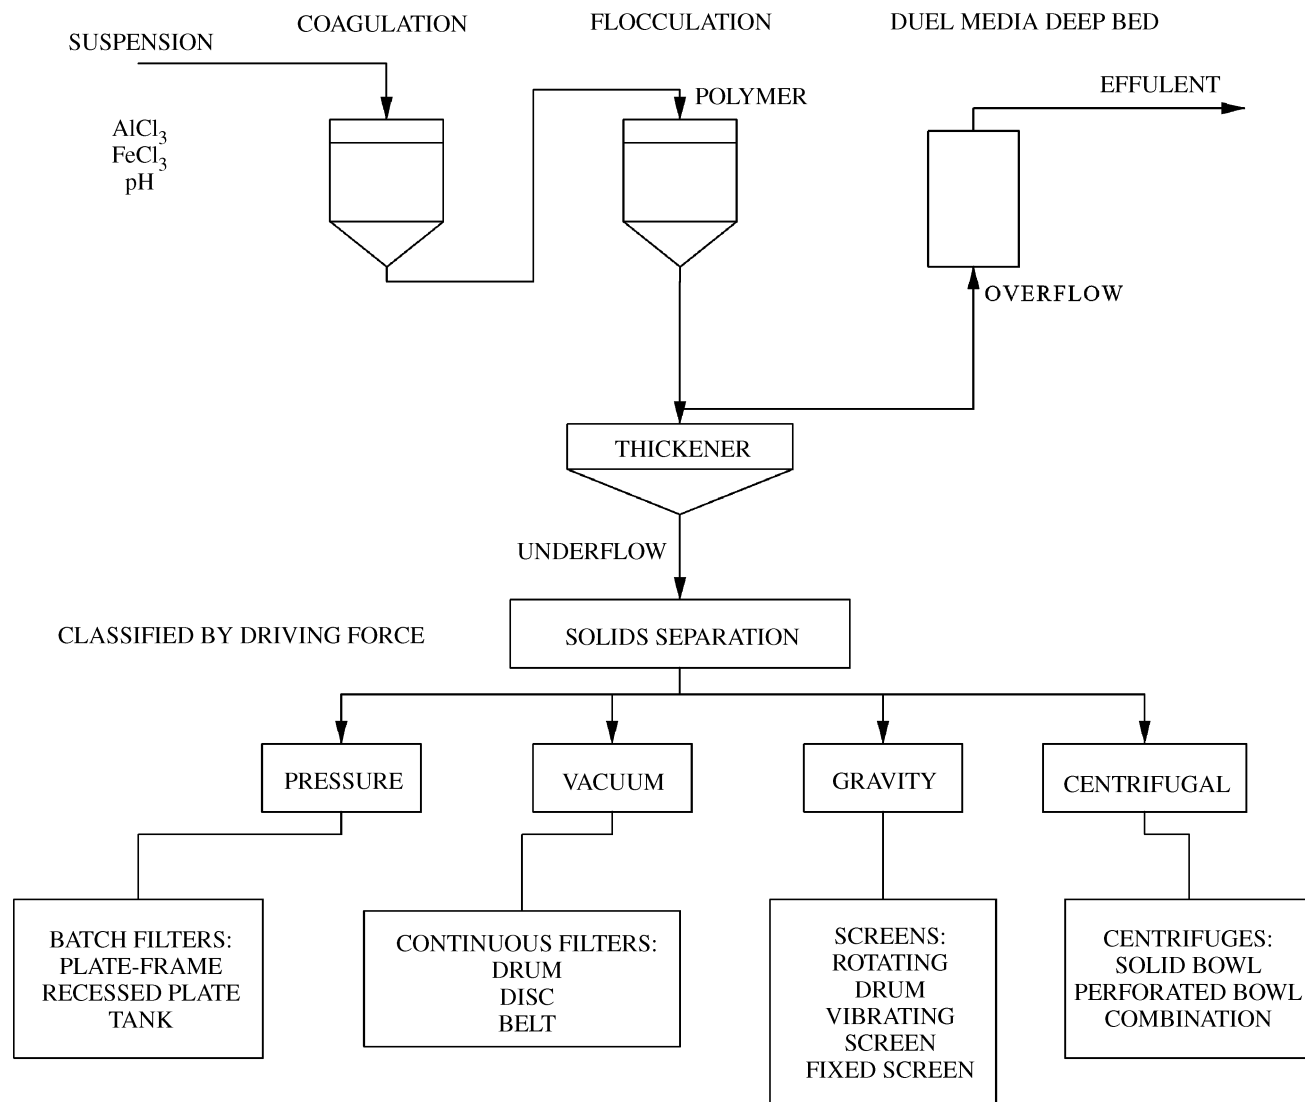 COAGULATION
FLOCCULATION
DUEL MEDIA DEEP BED
SUSPENSION
EFFULENT
POLYMER
AlCl3
FeCl3
pH
OVERFLOW
THICKENER
UNDERFLOW
CLASSIFIED BY DRIVING FORCE
SOLIDS SEPARATION
PRESSURE
VACUUM
GRAVITY
CENTRIFUGAL
BATCH FILTERS:
PLATE-FRAME
RECESSED PLATE
TANK
CONTINUOUS FILTERS:
DRUM
DISC
BELT
SCREENS:
ROTATING
DRUM
VIBRATING
SCREEN
FIXED SCREEN
CENTRIFUGES:
SOLID BOWL
PERFORATED BOWL
COMBINATION